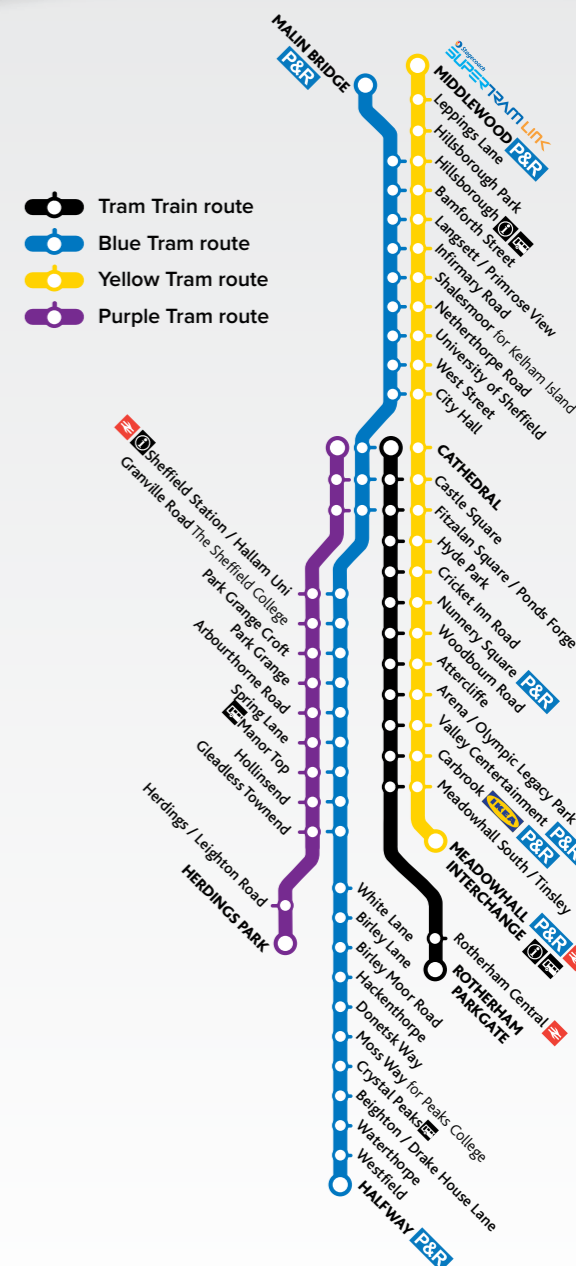 Stagecoach
SUPERTRAM LINK
MALIN BRIDGE
P&R
MIDDLEWOOD P&R
Leppings Lane
Hillsborough Park
Hillsborough
Bamforth Street
Langsett / Primrose View
Infirmary Road
Shalesmoor for Kelham Island
Netherthorpe Road
University of Sheffield
West Street
City Hall
Tram Train route
Blue Tram route
Yellow Tram route
Purple Tram route
CATHEDRAL
Castle Square
Fitzalan Square / Ponds Forge
Hyde Park
Cricket Inn Road
Nunnery Square P&R
Woodbourn Road
Attercliffe
Arena / Olympic Legacy Park
Valley Centertainment P&R
Carbrook IKEA P&R
Meadowhall South / Tinsley
MEADOWHALL
INTERCHANGE P&R
Sheffield Station / Hallam Uni
Granville Road The Sheffield College
Park Grange Croft
Park Grange
Arbourthorne Road
Spring Lane
Manor Top
Hollinsend
Gleadless Townend
Herdings / Leighton Road
HERDINGS PARK
Rotherham Central
ROTHERHAM
PARKGATE
White Lane
Birley Lane
Birley Moor Road
Hackenthorpe
Donetsk Way
Moss Way for Peaks College
Crystal Peaks
Beighton / Drake House Lane
Waterthorpe
Westfield
HALFWAY P&R